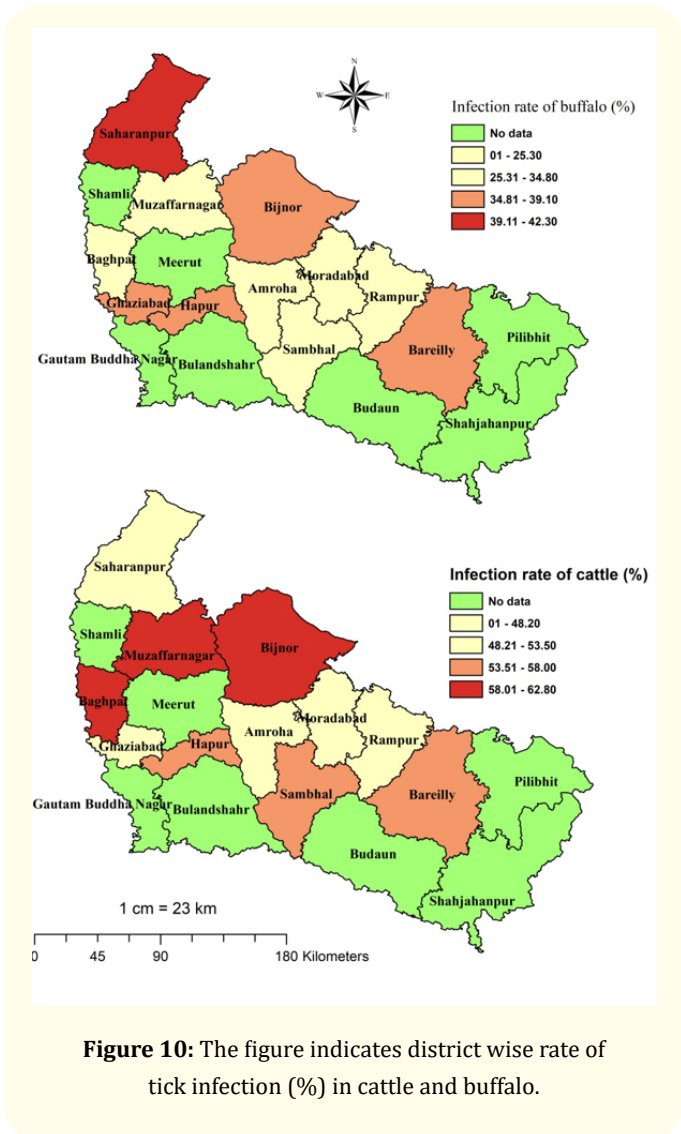 N
W E
S
Infection rate of buffalo (%)
No data
01 - 25.30
25.31 - 34.80
34.81 - 39.10
39.11 - 42.30
Saharanpur
Shamli
Muzaffarnagar
Bijnor
Baghpat
Meerut
Amroha
Moradabad
Rampur
Ghaziabad
Hapur
Sambhal
Bareilly
Pilibhit
Gautam Buddha Nagar
Bulandshahr
Budaun
Shahjahanpur
Infection rate of cattle (%)
No data
01 - 48.20
48.21 - 53.50
53.51 - 58.00
58.01 - 62.80
Saharanpur
Shamli
Muzaffarnagar
Bijnor
Baghpat
Meerut
Amroha
Moradabad
Rampur
Ghaziabad
Hapur
Sambhal
Bareilly
Pilibhit
Gautam Buddha Nagar
Bulandshahr
Budaun
Shahjahanpur
1 cm = 23 km
0 45 90 180 Kilometers
Figure 10: The figure indicates district wise rate of
tick infection (%) in cattle and buffalo.